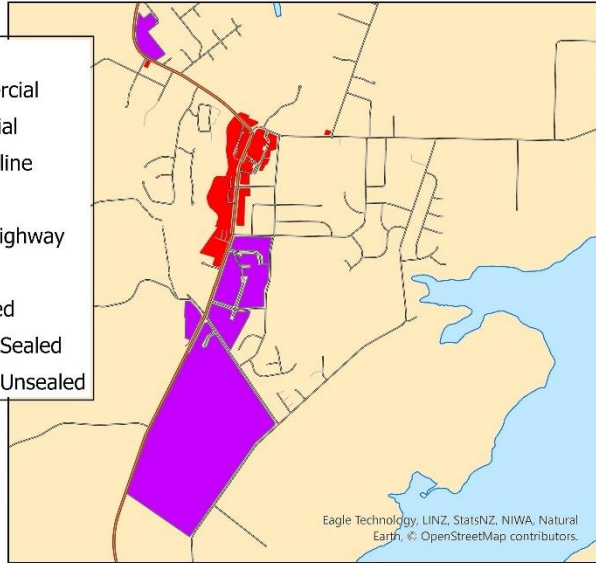 rcial
ial
line
ighway
ed
Sealed
Unsealed
Eagle Technology, LINZ, StatsNZ, NIWA, Natural
Earth, © OpenStreetMap contributors.